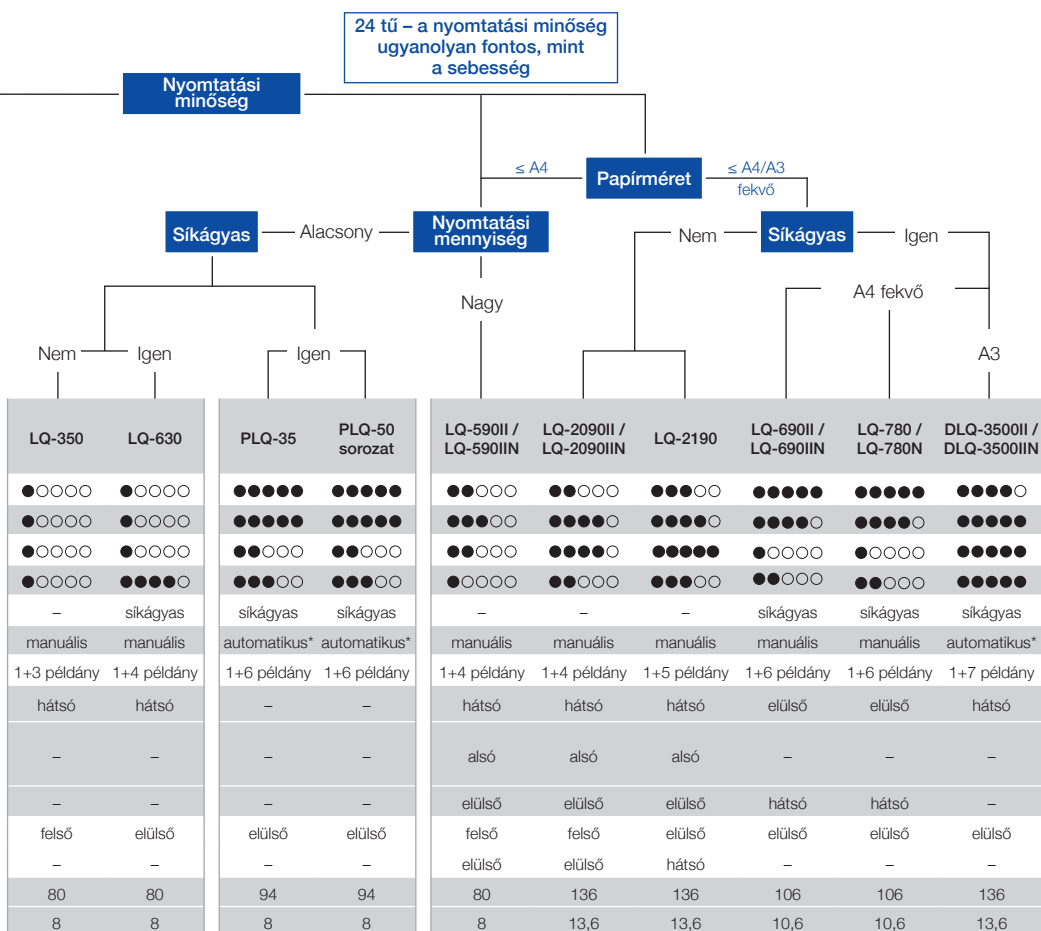 24 tű – a nyomtatási minőség
ugyanolyan fontos, mint
a sebesség
Nyomtatási
minőség
≤ A4
Papírméret
≤ A4/A3
fekvő
Síkágyas
Alacsony
Nyomtatási
mennyiség
Nem
Síkágyas
Igen
Nagy
A4 fekvő
Nem
Igen
Igen
A3
LQ-350
LQ-630
PLQ-35
PLQ-50
sorozat
LQ-590II /
LQ-590IIN
LQ-2090II /
LQ-2090IIN
LQ-2190
LQ-690II /
LQ-690IIN
LQ-780 /
LQ-780N
DLQ-3500II /
DLQ-3500IIN
●○○○○ ●○○○○ ●●●●● ●●●●● ●●○○○ ●●○○○ ●●●○○ ●●●●● ●●●●● ●●●●○
●○○○○ ●○○○○ ●●●●● ●●●●● ●●●○○ ●●●●○ ●●●●○ ●●●●○ ●●●●○ ●●●●●
●○○○○ ●○○○○ ●●○○○ ●●○○○ ●●○○○ ●●●●○ ●●●●● ●○○○○ ●○○○○ ●●●●●
●○○○○ ●●●●○ ●●●○○ ●●●○○ ●○○○○ ●●○○○ ●●●○○ ●●○○○ ●●○○○ ●●●●●
– síkágyas síkágyas síkágyas – – – síkágyas síkágyas síkágyas
manuális manuális automatikus* automatikus* manuális manuális manuális manuális manuális automatikus*
1+3 példány 1+4 példány 1+6 példány 1+6 példány 1+4 példány 1+4 példány 1+5 példány 1+6 példány 1+6 példány 1+7 példány
hátsó hátsó – – hátsó hátsó hátsó elülső elülső hátsó
– – – – alsó alsó alsó – – –
– – – – elülső elülső elülső hátsó hátsó –
felső elülső elülső elülső felső felső elülső elülső elülső elülső
– – – – elülső elülső hátsó – – –
80 80 94 94 80 136 136 106 106 136
8 8 8 8 8 13,6 13,6 10,6 10,6 13,6